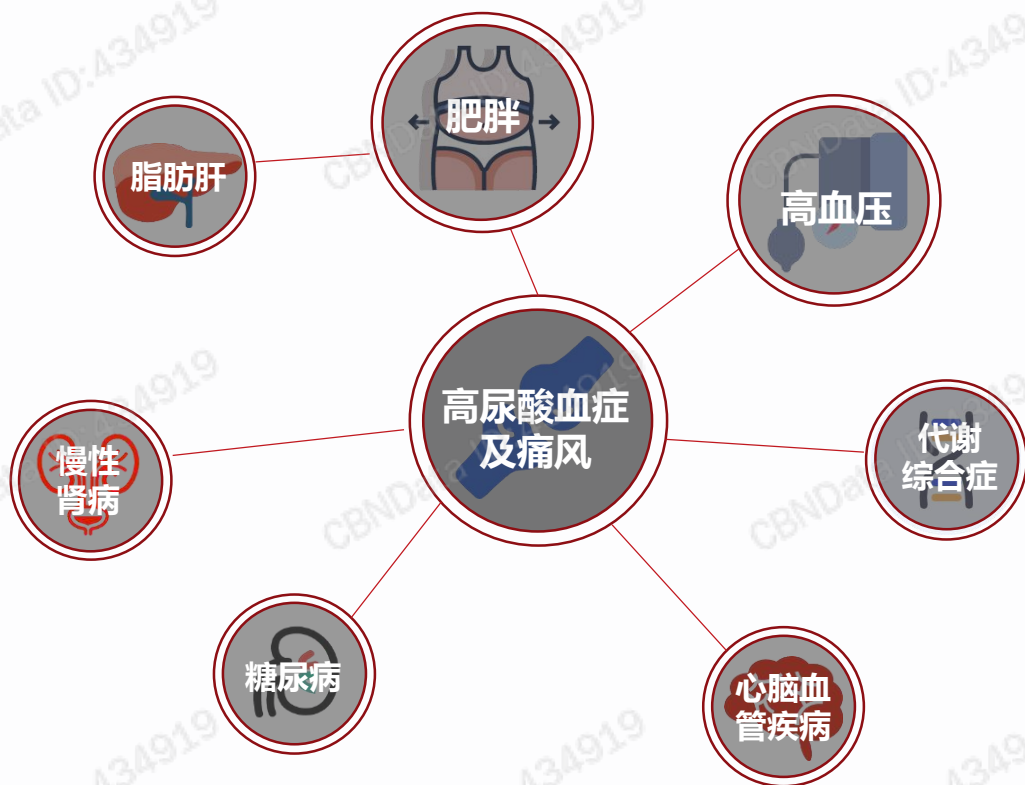 肥胖
脂肪肝
高血压
高尿酸血症
及痛风
代谢
综合症
慢性
肾病
糖尿病
心脑血
管疾病
CBNData ID:434919